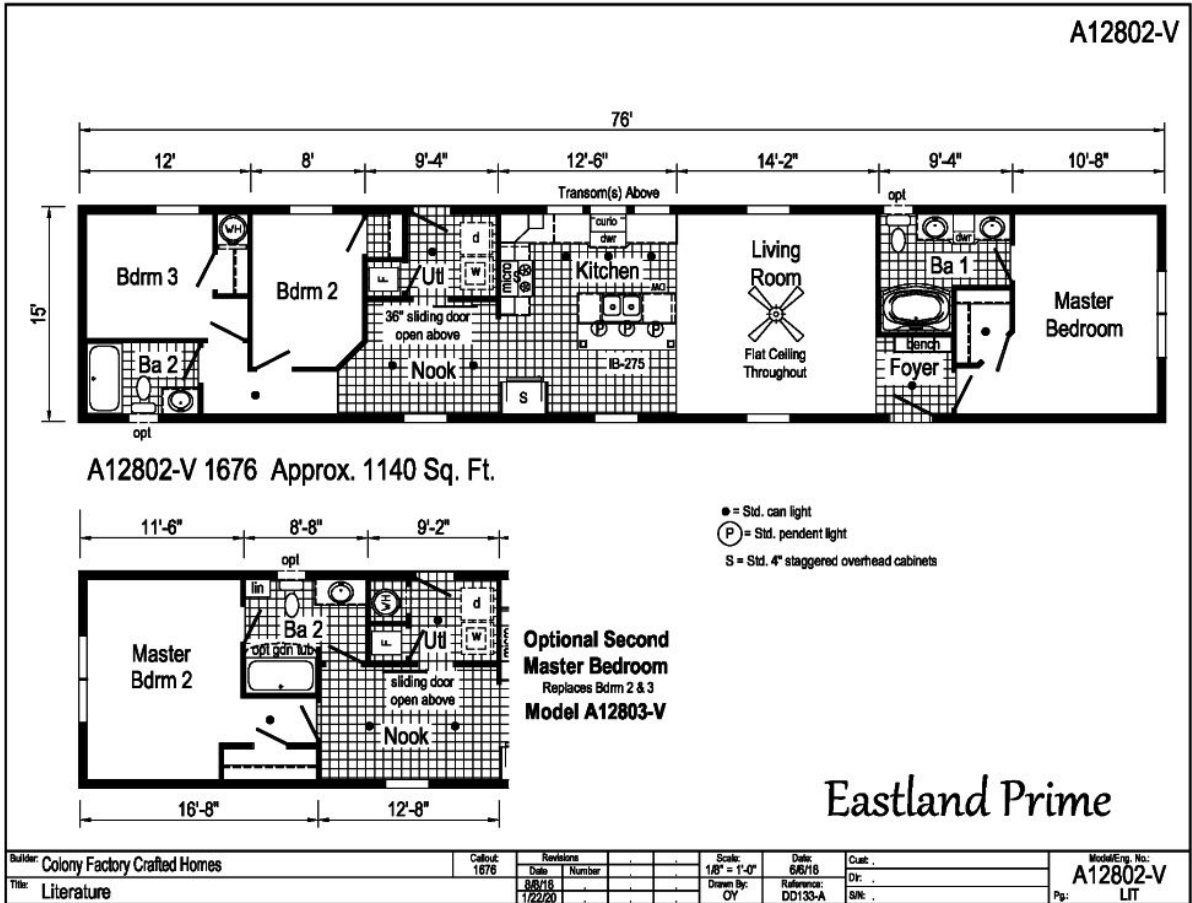 A12802-V
76'
12'
8'
9'-4"
12'-6"
14'-2"
9'-4"
10'-8"
Transom(s) Above
opt
15'
WH
curio
dwr
d
w
F
Utl
micro
S
Kitchen
DW
Bdrm 3
Bdrm 2
Living
Room
dwr
Ba 1
Master
Bedroom
36" sliding door
open above
P
P
P
IB-275
Flat Ceiling
Throughout
bench
Foyer
Ba 2
Nook
S
opt
A12802-V 1676 Approx. 1140 Sq. Ft.
11'-6"
8'-8"
9'-2"
opt
lin
WH
d
w
F
Utl
Ba 2
opt gdn tub
Master
Bdrm 2
sliding door
open above
Nook
16'-8"
12'-8"
= Std. can light
P = Std. pendent light
S = Std. 4" staggered overhead cabinets
Optional Second
Master Bedroom
Replaces Bdrm 2 & 3
Model A12803-V
Eastland Prime
Builder: Colony Factory Crafted Homes
Title: Literature
Callout:
1676
Revisions
Date Number
8/8/16
1/22/20
Scale:
1/8" = 1'-0"
Drawn By:
OY
Date:
6/6/16
Reference:
DD133-A
Cust: .
Dlr: .
S/N: .
Model/Eng. No.:
A12802-V
Pg.: LIT